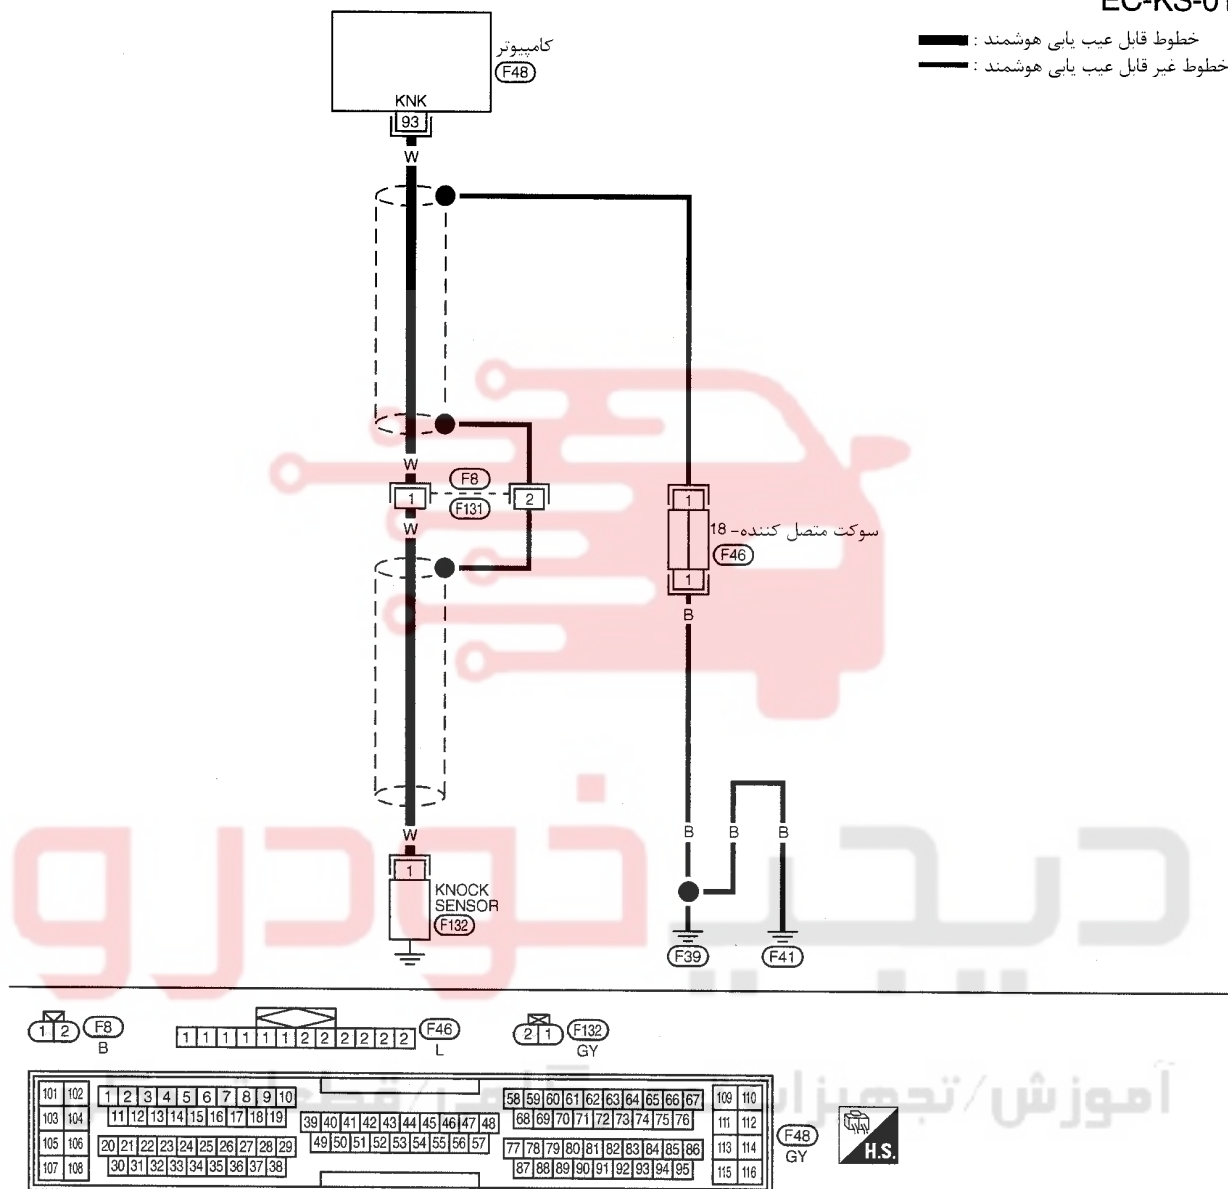 EC-KS-01
خطوط قابل عیب یابی هوشمند :
خطوط غیر قابل عیب یابی هوشمند :
کامپیوتر
F48
KNK
93
W
W
F8
1
2
F131
W
1
سوکت متصل کننده- 18
F46
1
B
W
B
B
B
1
KNOCK
SENSOR
F132
F39
F41
دیجیخودرو
1 2
F8
B
1 1 1 1 1 1 2 2 2 2 2 2
F46
L
2 1
F132
GY
101 102
103 104
105 106
107 108
1 2 3 4 5 6 7 8 9 10
11 12 13 14 15 16 17 18 19
20 21 22 23 24 25 26 27 28 29
30 31 32 33 34 35 36 37 38
39 40 41 42 43 44 45 46 47 48
49 50 51 52 53 54 55 56 57
58 59 60 61 62 63 64 65 66 67
68 69 70 71 72 73 74 75 76
77 78 79 80 81 82 83 84 85 86
87 88 89 90 91 92 93 94 95
109 110
111 112
113 114
115 116
F48
GY
H.S.
آموزش/تجهیزات